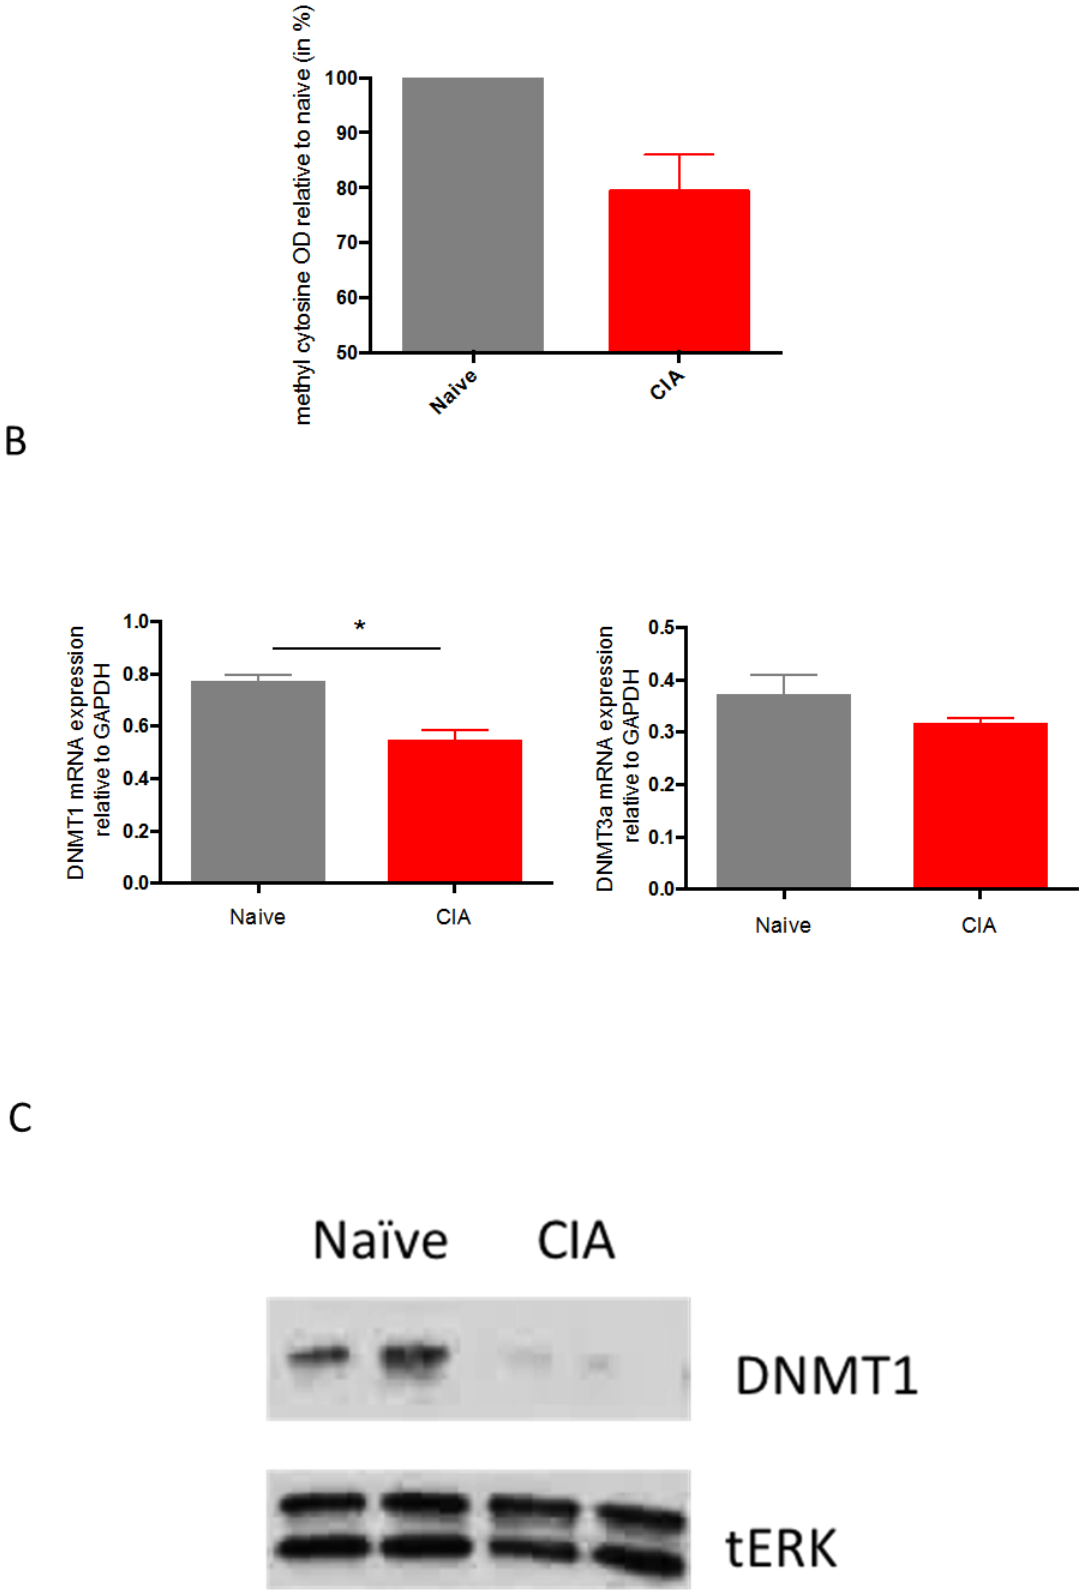 methyl cytosine OD relative to naive (in %)
100
90
80
70
60
50
Naive
CIA
B
DNMT1 mRNA expression
relative to GAPDH
1.0
0.8
0.6
0.4
0.2
0.0
*
Naive
CIA
DNMT3a mRNA expression
relative to GAPDH
0.5
0.4
0.3
0.2
0.1
0.0
Naive
CIA
C
Naïve CIA
DNMT1
tERK